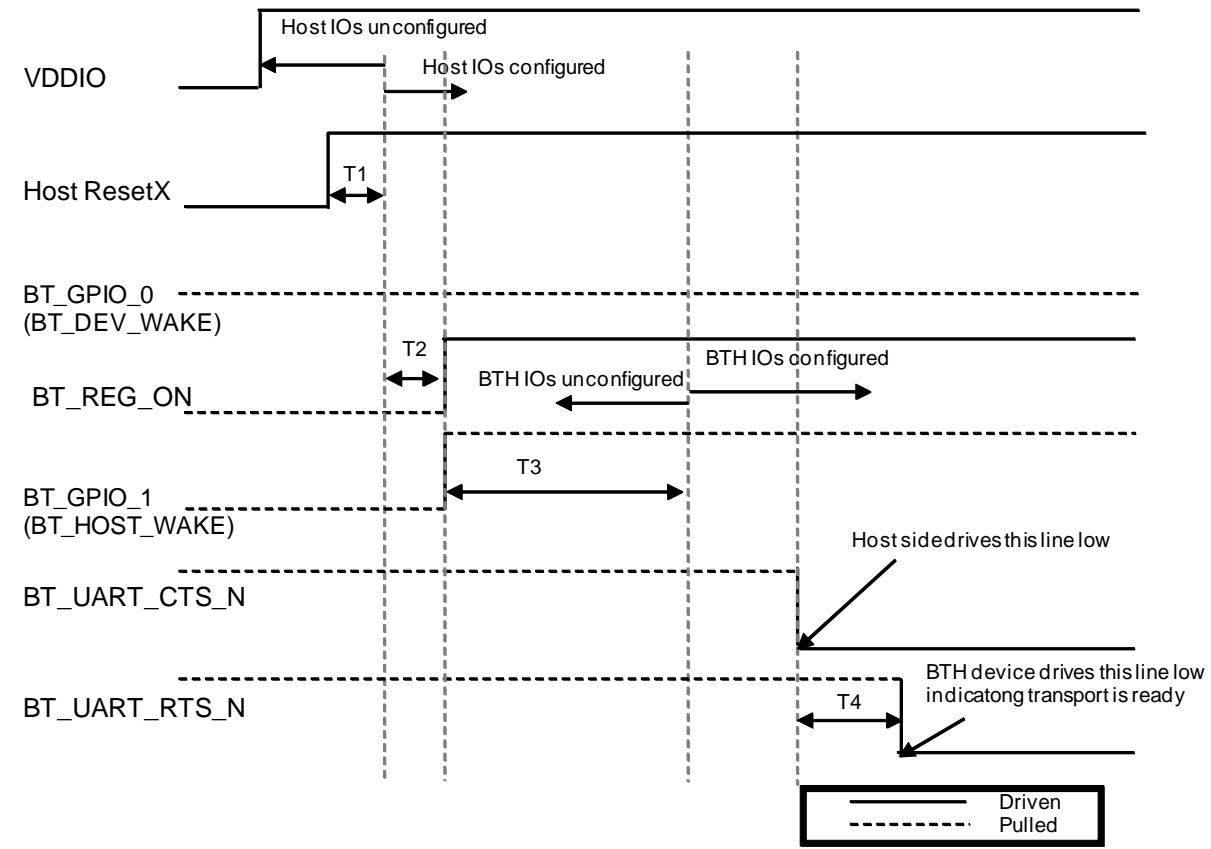 Host IOs unconfigured
VDDIO
Host IOs configured
T1
Host ResetX
BT_GPIO_0
(BT_DEV_WAKE)
T2
BTH IOs configured
BTH IOs unconfigured
BT_REG_ON
T3
BT_GPIO_1
(BT_HOST_WAKE)
Host side drives this line low
BT_UART_CTS_N
BTH device drives this line low
indicatong transport is ready
BT_UART_RTS_N
T4
Driven
Pulled